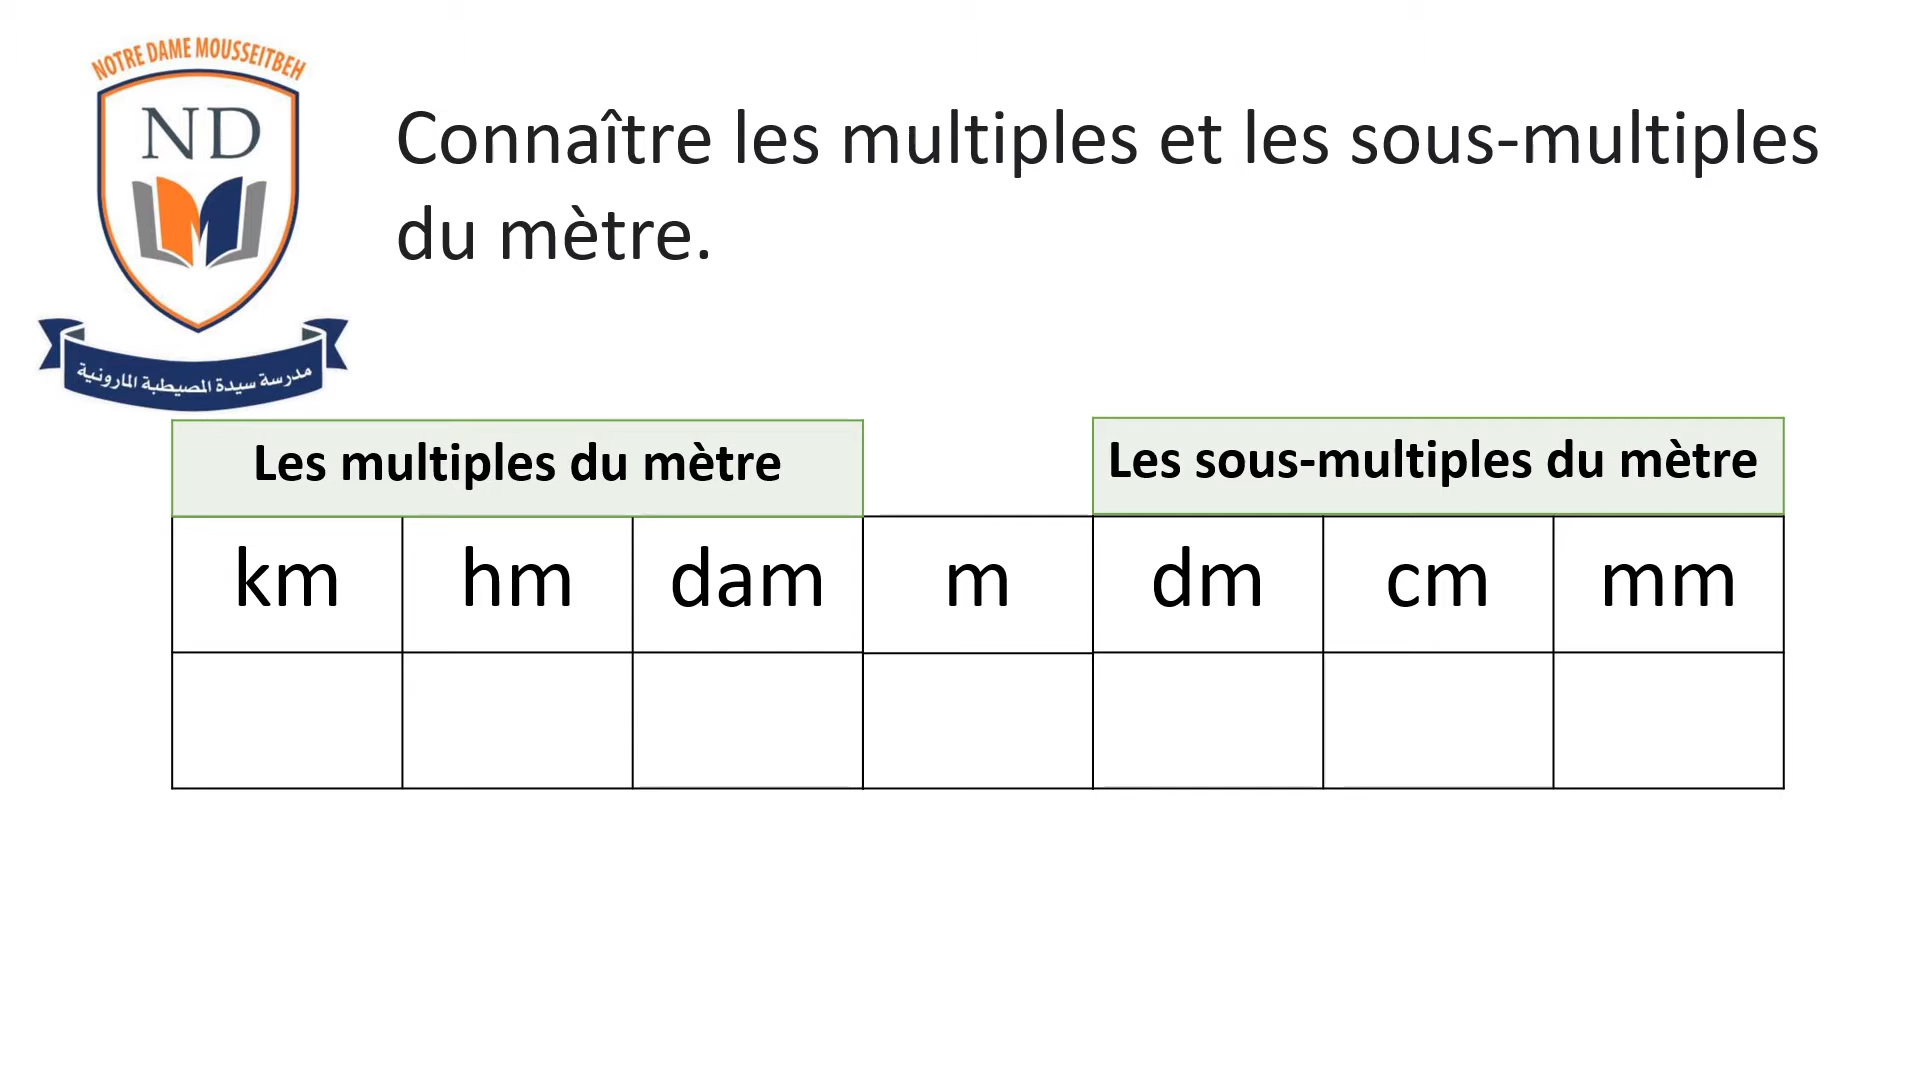 NOTRE DAME MOUSSEITBEH
ND
مدرسة سيدة المصيطبة المارونية
Connaître les multiples et les sous-multiples
du mètre.
Les multiples du mètre Les sous-multiples du mètre
km hm dam m dm cm mm